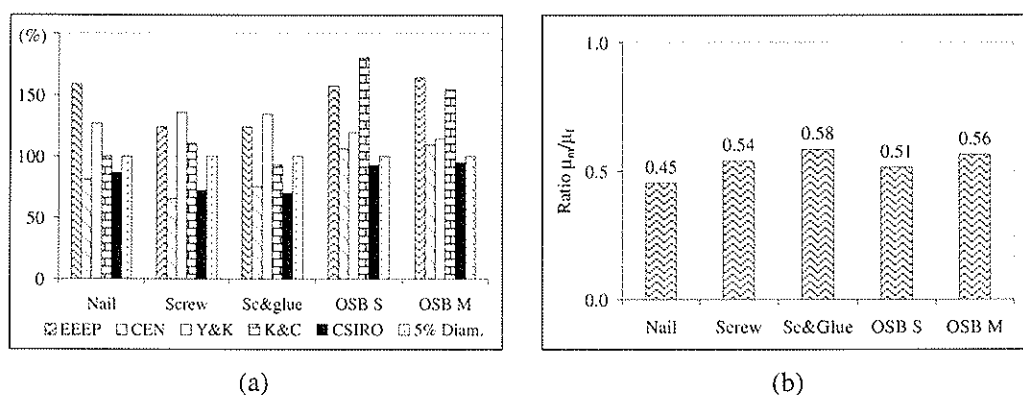 (%)
150
100
50
0
Nail Screw Sc&glue OSB S OSB M
EEEP CEN Y&K K&C CSIRO 5% Diam.
(a)
1.0
0.5
0.0
Ratio μm/μf
0.45
0.54
0.58
0.51
0.56
Nail Screw Sc&Glue OSB S OSB M
(b)